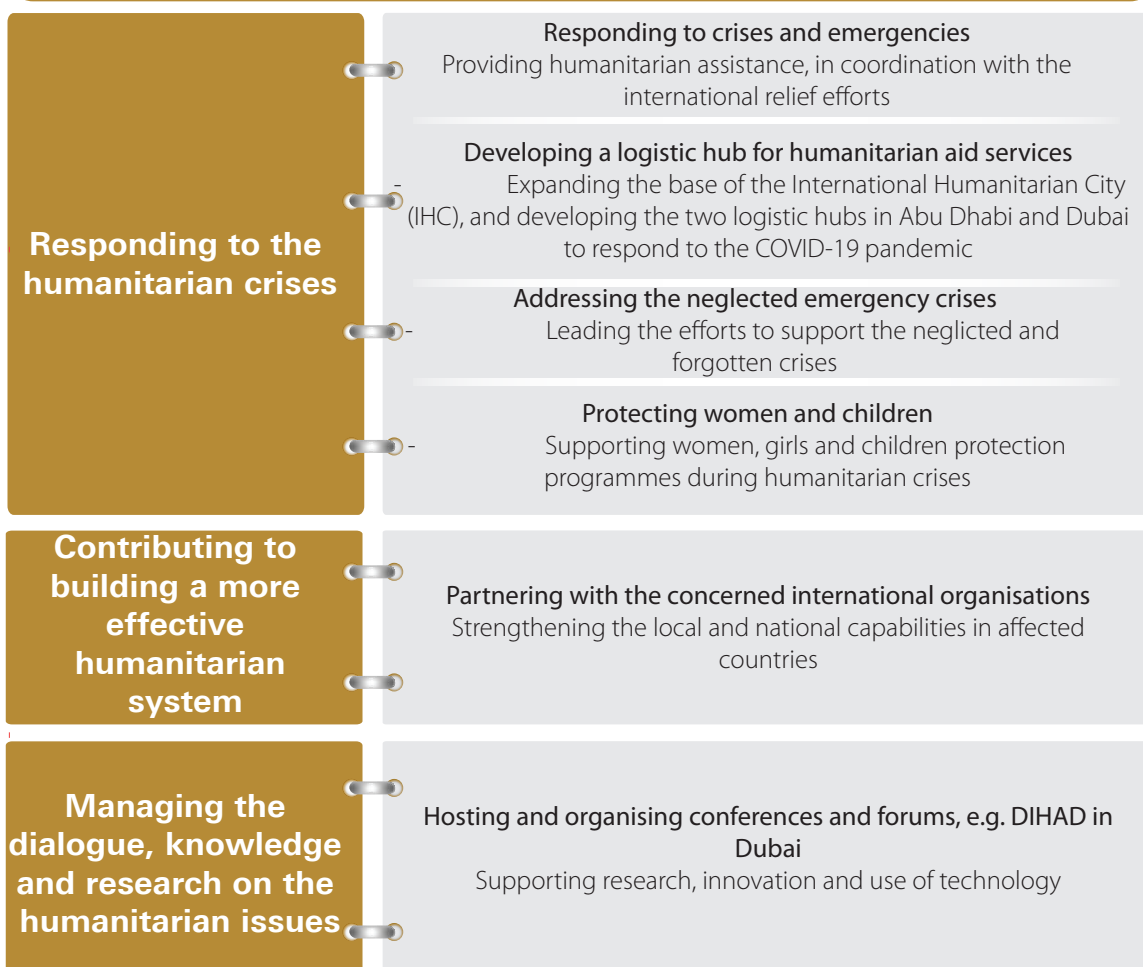 Responding to the
humanitarian crises
Responding to crises and emergencies
Providing humanitarian assistance, in coordination with the
international relief efforts
Developing a logistic hub for humanitarian aid services
- Expanding the base of the International Humanitarian City
(IHC), and developing the two logistic hubs in Abu Dhabi and Dubai
to respond to the COVID-19 pandemic
Addressing the neglected emergency crises
- Leading the efforts to support the neglicted and
forgotten crises
Protecting women and children
- Supporting women, girls and children protection
programmes during humanitarian crises
Contributing to
building a more
effective
humanitarian
system
Partnering with the concerned international organisations
Strengthening the local and national capabilities in affected
countries
Managing the
dialogue, knowledge
and research on the
humanitarian issues
Hosting and organising conferences and forums, e.g. DIHAD in
Dubai
Supporting research, innovation and use of technology